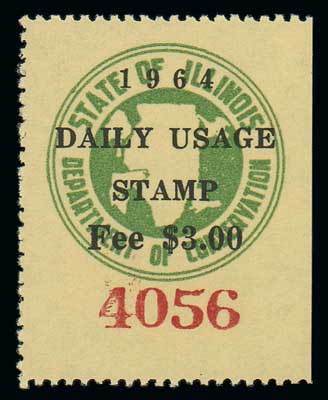 STATE OF ILLINOIS
1964
DAILY USAGE
STAMP
Fee $3.00
DEPARTMENT OF CONSERVATION
4056